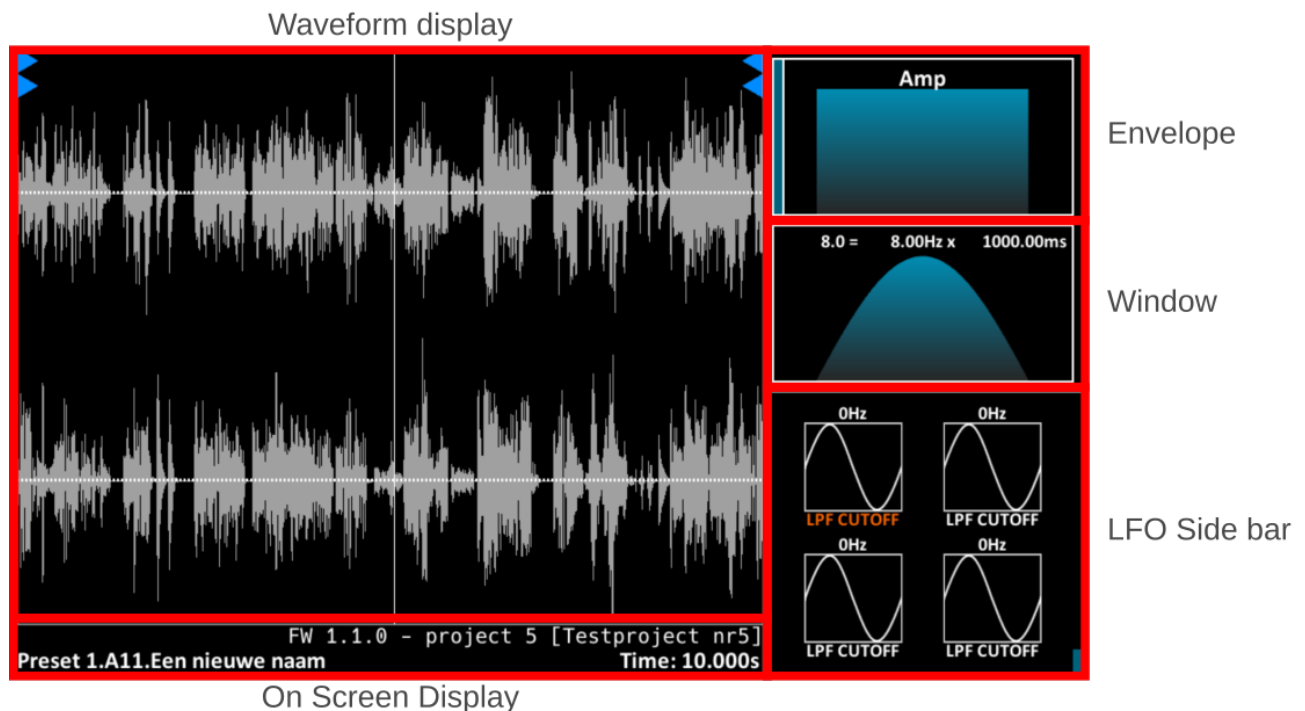 Waveform display
Amp
Envelope
8.0 = 8.00Hz x 1000.00ms
Window
0Hz 0Hz
LPF CUTOFF LPF CUTOFF
LFO Side bar
0Hz 0Hz
LPF CUTOFF LPF CUTOFF
FW 1.1.0 – project 5 [Testproject nr5]
Preset 1.A11.Een nieuwe naam Time: 10.000s
On Screen Display